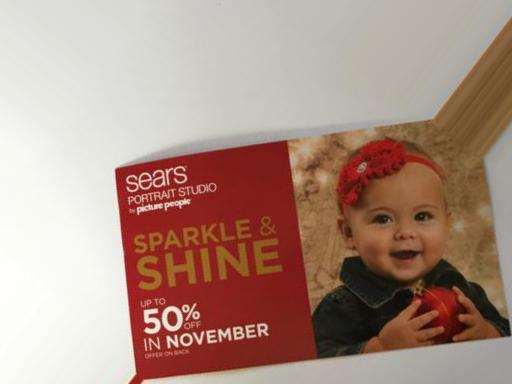 sears
PORTRAIT STUDIO
by picture people
SPARKLE &
SHINE
UP TO
50% OFF
IN NOVEMBER
OFFER ON BACK